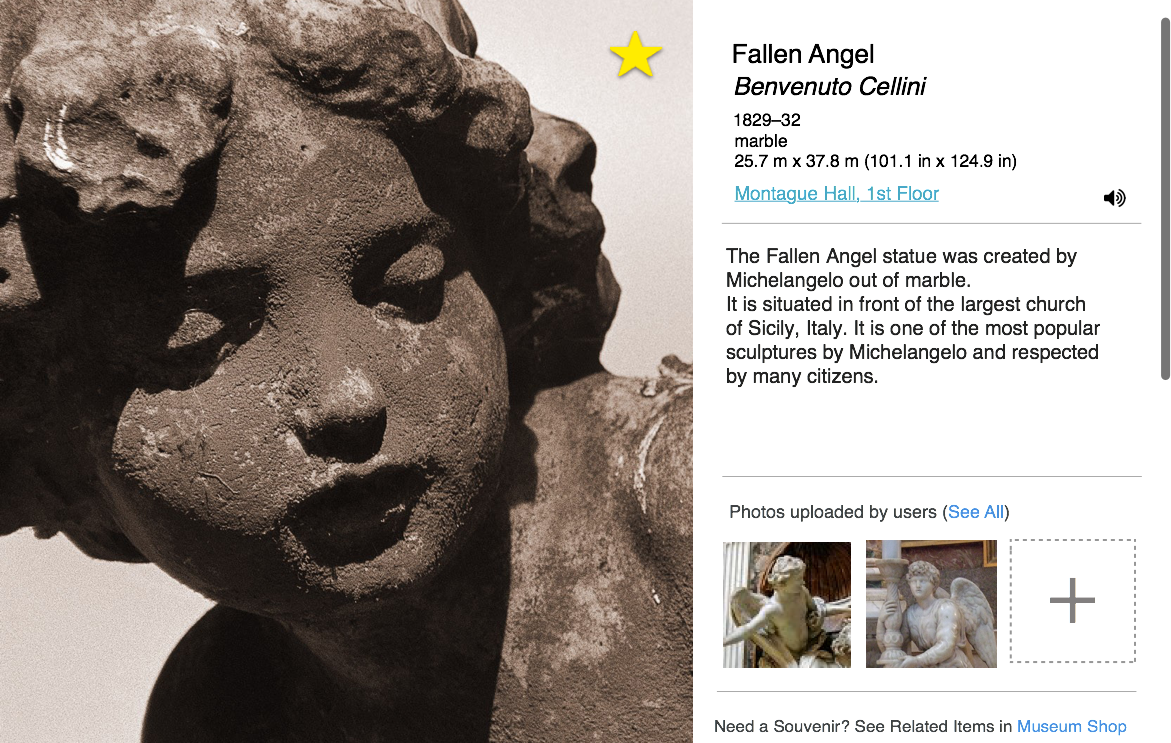 Fallen Angel
Benvenuto Cellini
1829–32
marble
25.7 m x 37.8 m (101.1 in x 124.9 in)
Montague Hall, 1st Floor
The Fallen Angel statue was created by
Michelangelo out of marble.
It is situated in front of the largest church
of Sicily, Italy. It is one of the most popular
sculptures by Michelangelo and respected
by many citizens.
Photos uploaded by users (See All)
Need a Souvenir? See Related Items in Museum Shop